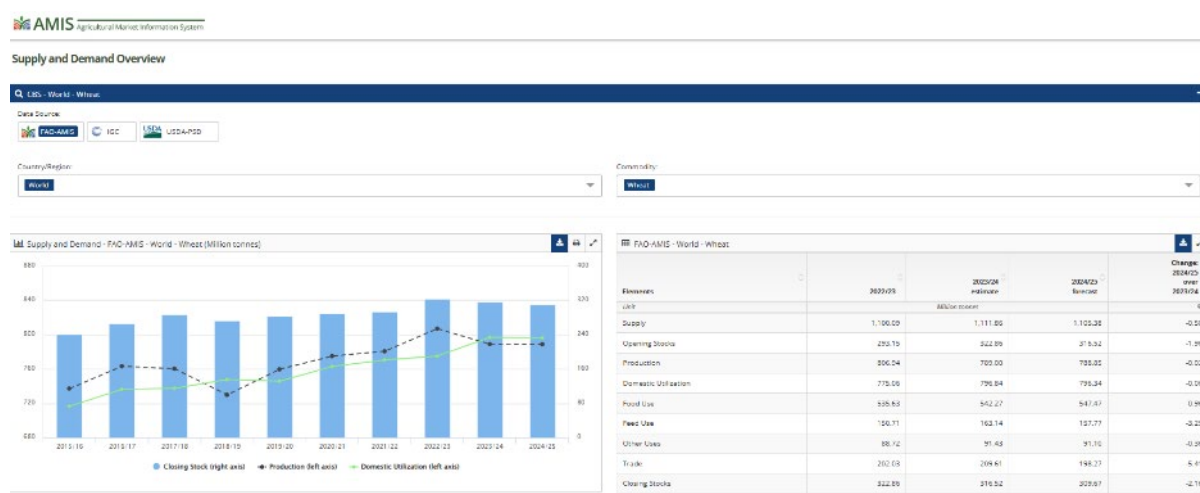 AMIS Agricultural Market Information System
Supply and Demand Overview
CBS - World - Wheat
Data Source:
FAO-AMIS IGC USDA USDA-PSD
Country/Region: Commodity:
World Wheat
Supply and Demand - FAO-AMIS - World - Wheat (Million tonnes)
880 400
840 320
800 240
760 160
720 80
680 0
2015/16 2016/17 2017/18 2018/19 2019/20 2020/21 2021/22 2022/23 2023/24 2024/25
Closing Stock (right axis) Production (left axis) Domestic Utilization (left axis)
FAO-AMIS - World - Wheat
Change:
2024/25
over
2023/24
Elements 2022/23 2023/24 estimate 2024/25 forecast
Unit Million tonnes
Supply 1,100.09 1,111.86 1,105.38
Opening Stocks 293.15 322.86 316.52
Production 806.94 789.00 788.85
Domestic Utilization 775.06 796.84 796.34
Food Use 535.63 542.27 547.47
Feed Use 150.71 163.14 157.77
Other Uses 88.72 91.43 91.10
Trade 202.03 209.61 198.27
Closing Stocks 322.86 316.52 309.67